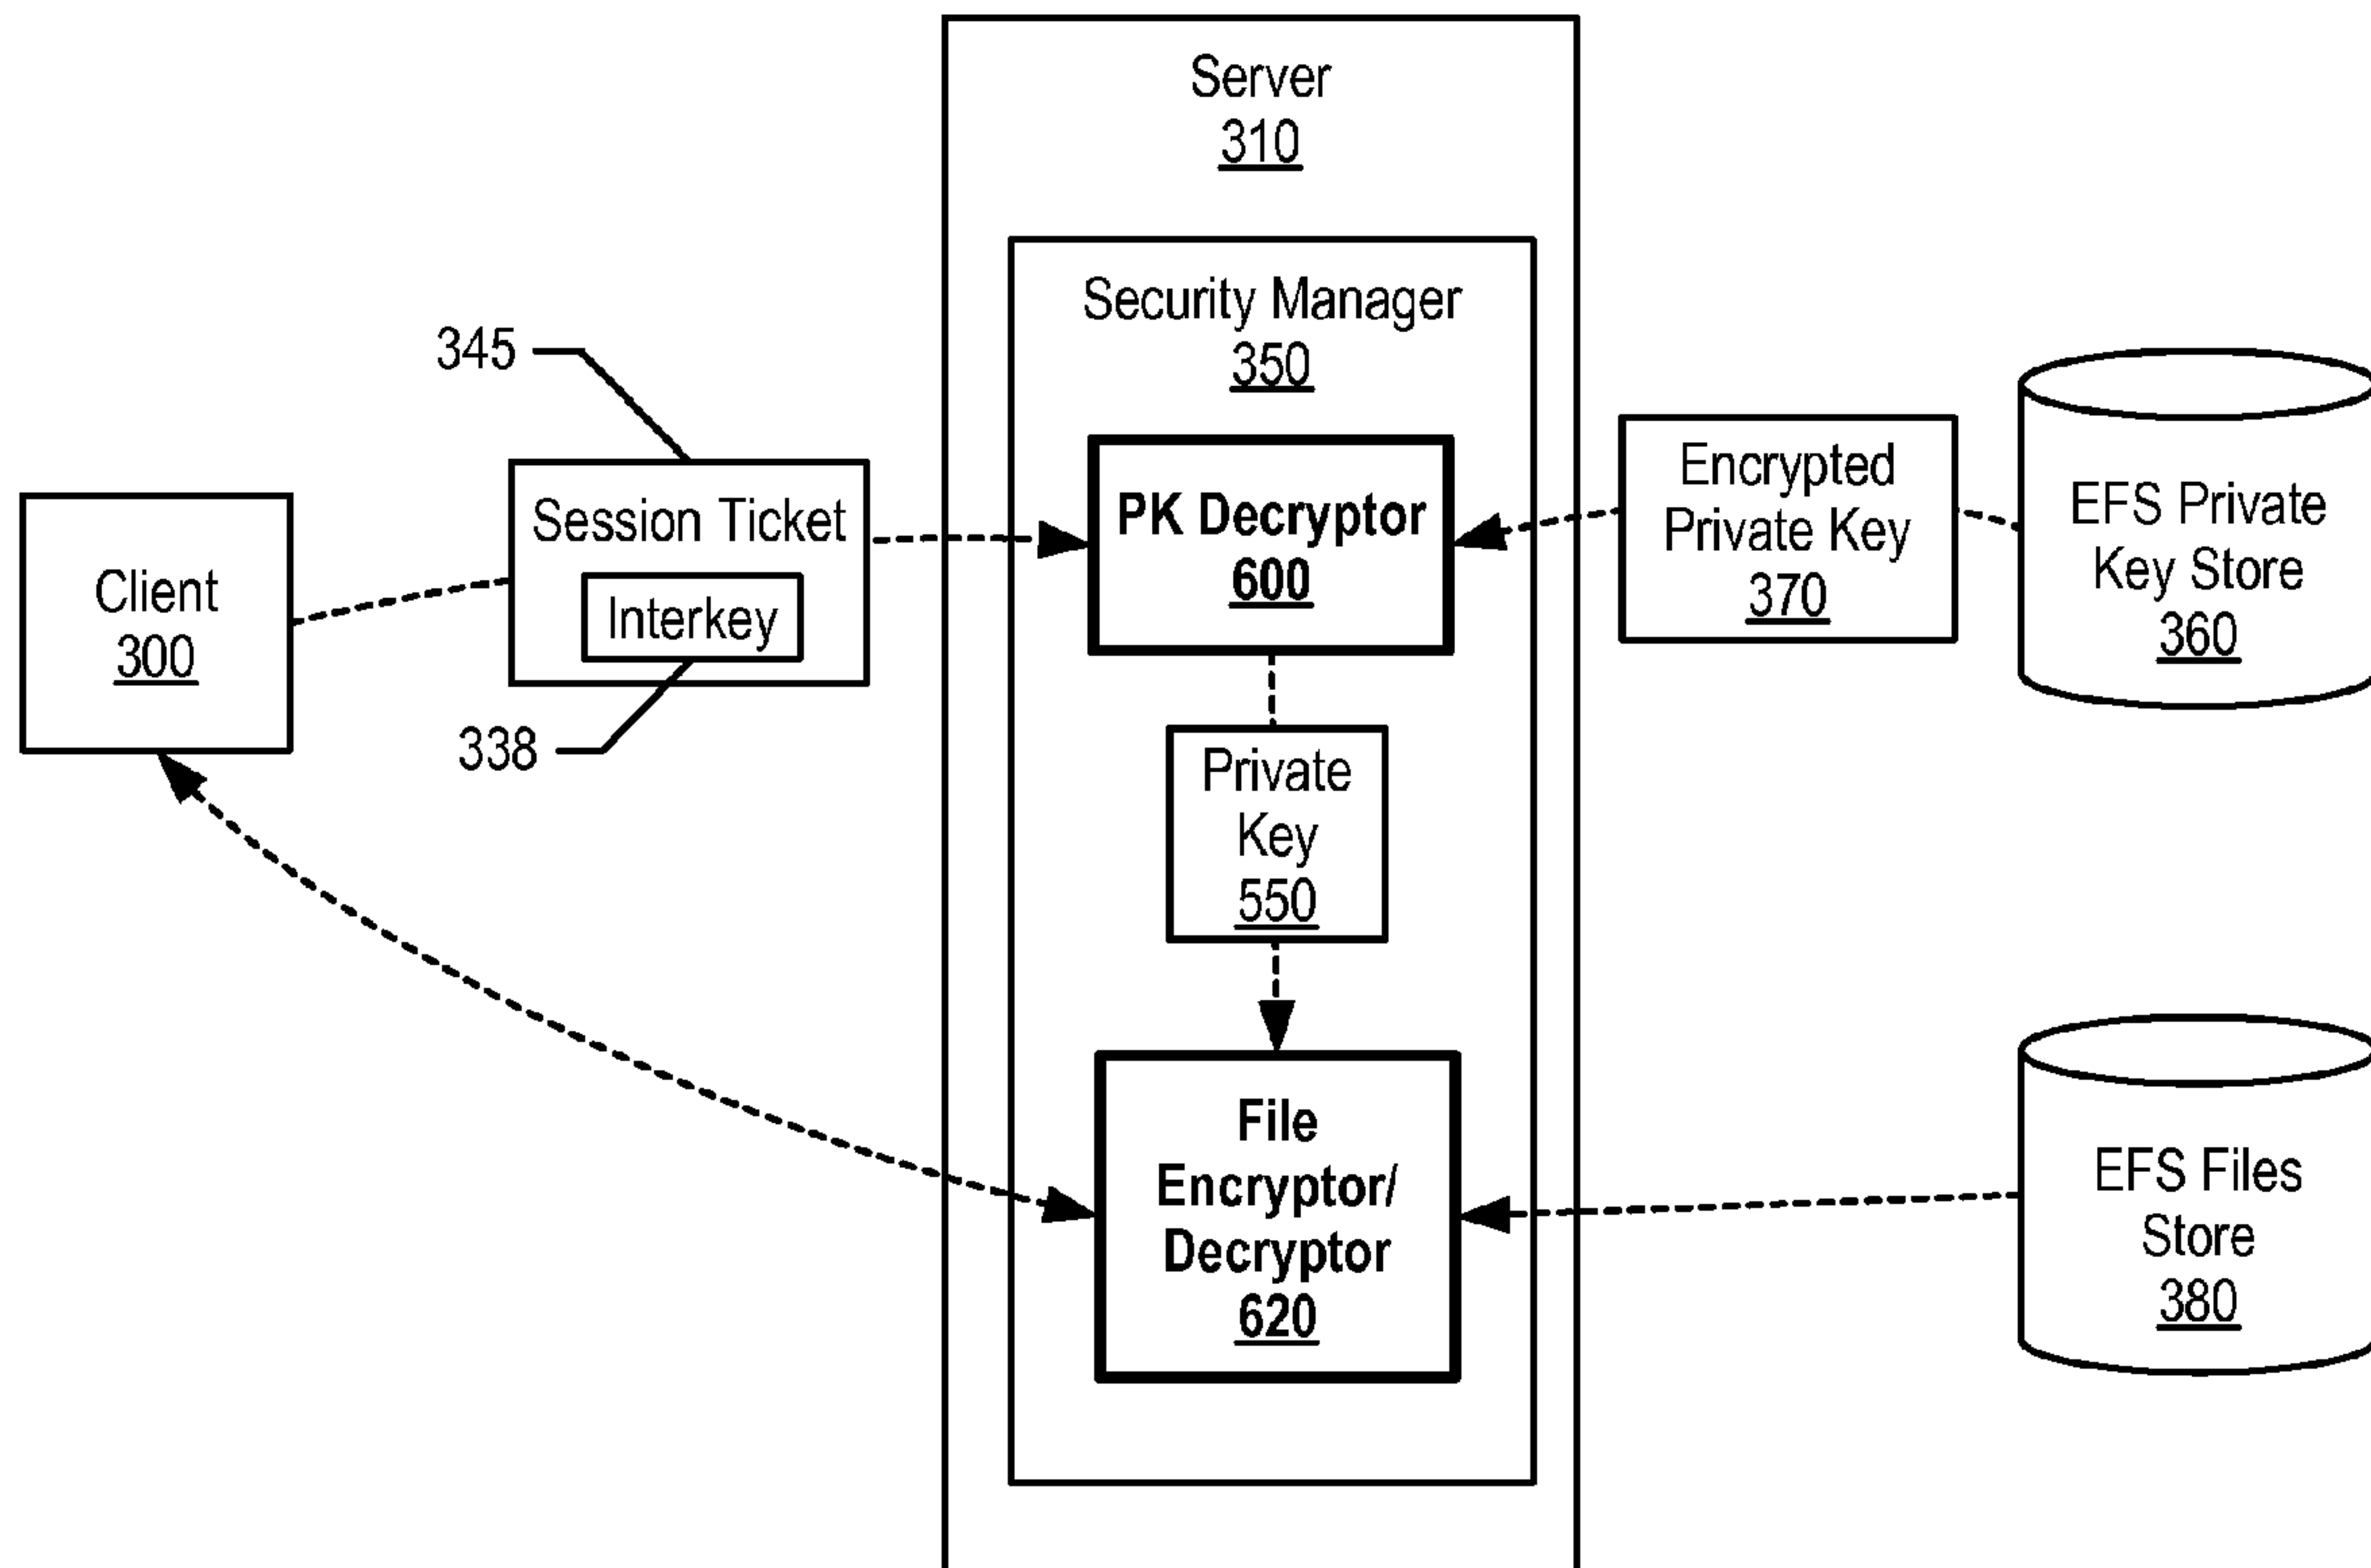 Server
310
Security Manager
350
345
Session Ticket
Interkey
338
Client
300
PK Decryptor
600
Encrypted
Private Key
370
EFS Private
Key Store
360
Private
Key
550
File
Encryptor/
Decryptor
620
EFS Files
Store
380